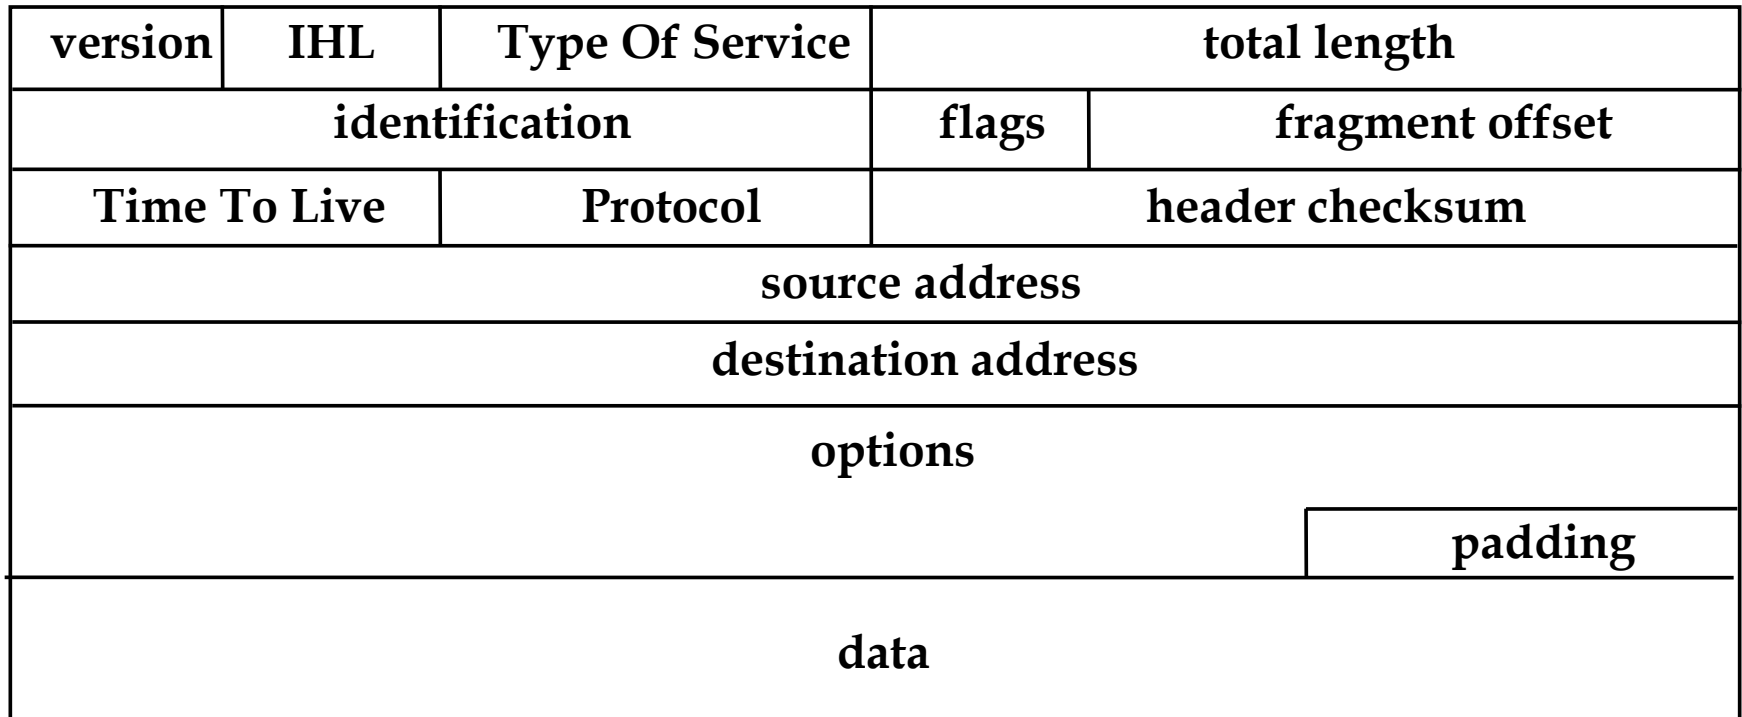 version IHL Type Of Service total length
identification flags fragment offset
Time To Live Protocol header checksum
source address
destination address
options
padding
data